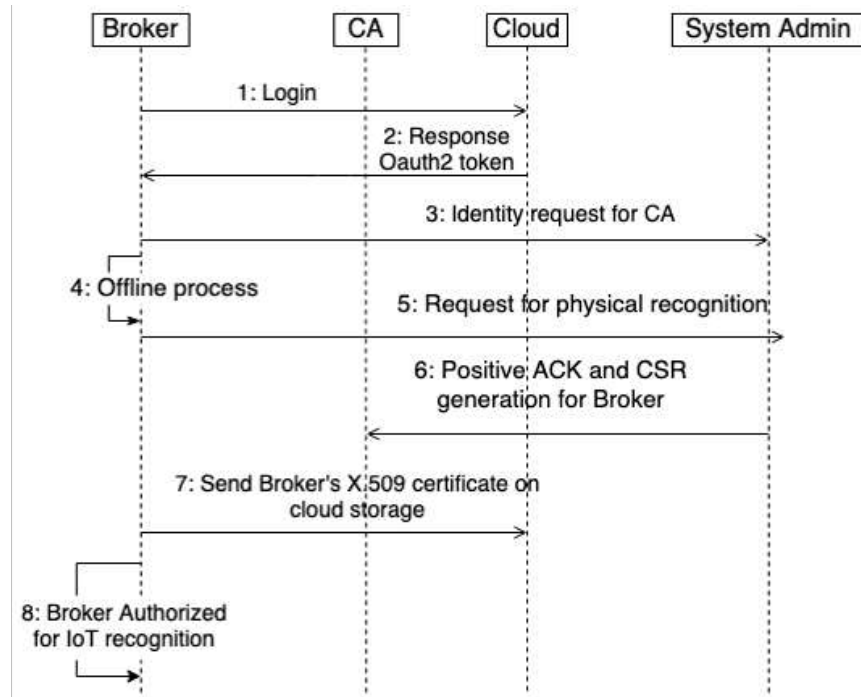 Broker
CA
Cloud
System Admin
1: Login
2: Response
Oauth2 token
3: Identity request for CA
4: Offline process
5: Request for physical recognition
6: Positive ACK and CSR
generation for Broker
7: Send Broker's X.509 certificate on
cloud storage
8: Broker Authorized
for IoT recognition